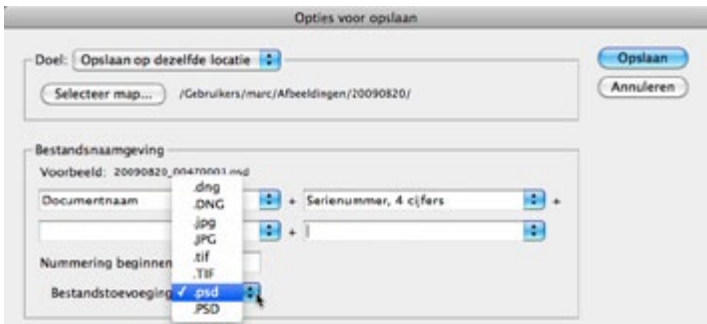 Opties voor opslaan
Doel: Opslaan op dezelfde locatie
Opslaan
Selecteer map... /Gebruikers/marc/Afbeeldingen/20090820/
Annuleren
Bestandsnaamgeving
Voorbeeld: 20090820_00470001.psd
.dng
Documentnaam + Serienummer, 4 cijfers +
.DNG
.jpg
+
.JPG
.tif
Nummering beginnen
.TIF
Bestandstoevoeging ✓ .psd
.PSD